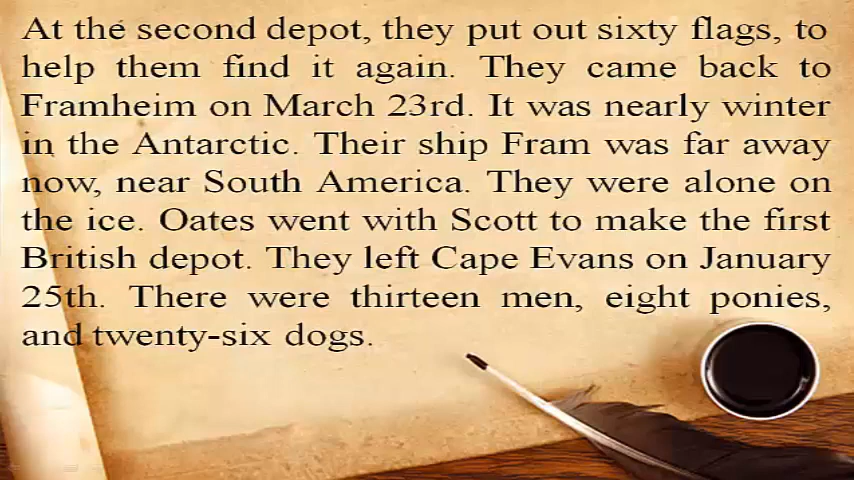 At the second depot, they put out sixty flags, to
help them find it again. They came back to
Framheim on March 23rd. It was nearly winter
in the Antarctic. Their ship Fram was far away
now, near South America. They were alone on
the ice. Oates went with Scott to make the first
British depot. They left Cape Evans on January
25th. There were thirteen men, eight ponies,
and twenty-six dogs.